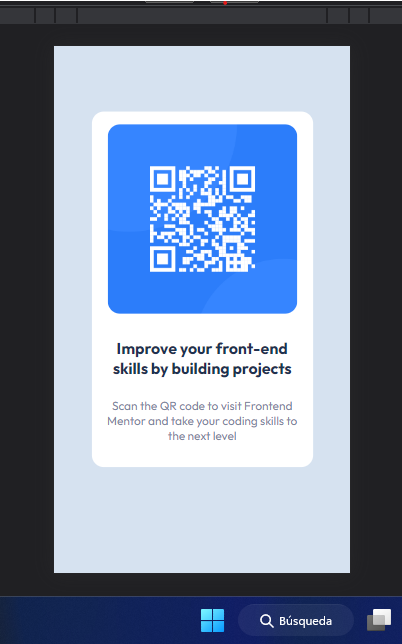 Improve your front-end
skills by building projects
Scan the QR code to visit Frontend
Mentor and take your coding skills to
the next level
Búsqueda